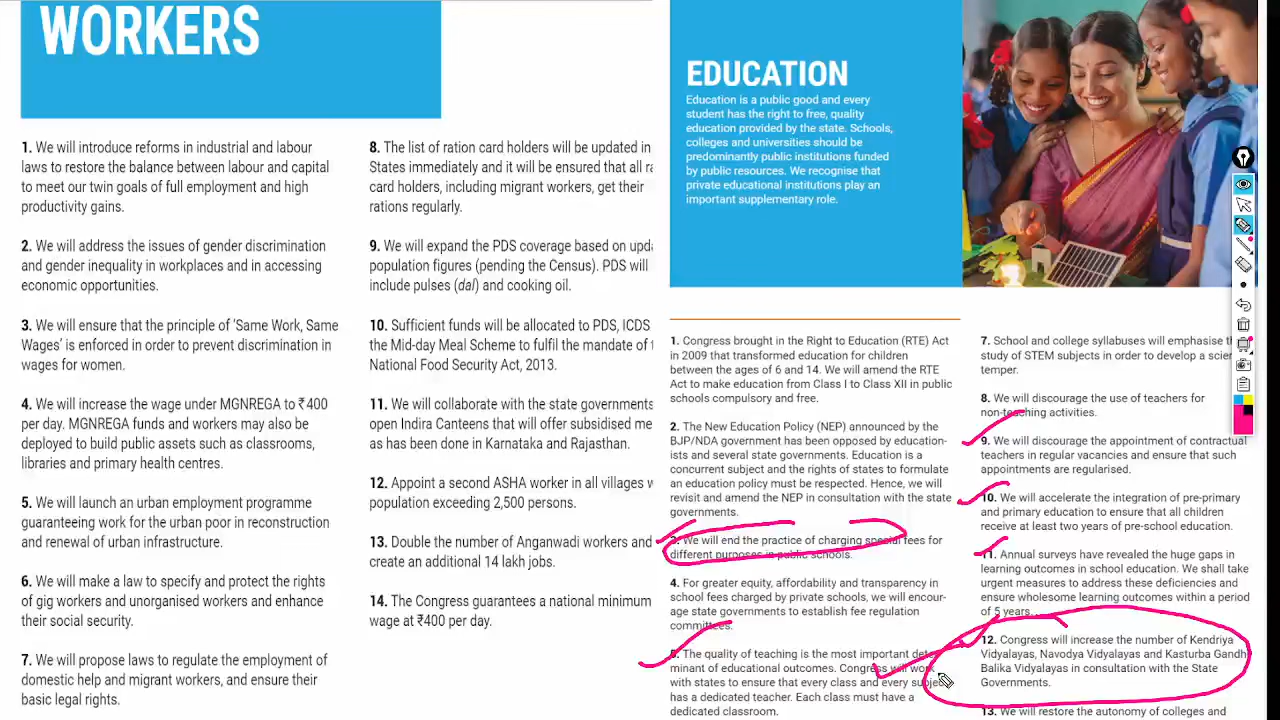 WORKERS
1. We will introduce reforms in industrial and labour
laws to restore the balance between labour and capital
to meet our twin goals of full employment and high
productivity gains.
2. We will address the issues of gender discrimination
and gender inequality in workplaces and in accessing
economic opportunities.
3. We will ensure that the principle of ‘Same Work, Same
Wages’ is enforced in order to prevent discrimination in
wages for women.
4. We will increase the wage under MGNREGA to ₹400
per day. MGNREGA funds and workers may also be
deployed to build public assets such as classrooms,
libraries and primary health centres.
5. We will launch an urban employment programme
guaranteeing work for the urban poor in reconstruction
and renewal of urban infrastructure.
6. We will make a law to specify and protect the rights
of gig workers and unorganised workers and enhance
their social security.
7. We will propose laws to regulate the employment of
domestic help and migrant workers, and ensure their
basic legal rights.
8. The list of ration card holders will be updated in
States immediately and it will be ensured that all
card holders, including migrant workers, get their
rations regularly.
9. We will expand the PDS coverage based on
population figures (pending the Census). PDS will
include pulses (dal) and cooking oil.
10. Sufficient funds will be allocated to PDS, ICDS
the Mid-day Meal Scheme to fulfil the mandate of
National Food Security Act, 2013.
11. We will collaborate with the state governments
open Indira Canteens that will offer subsidised
as has been done in Karnataka and Rajasthan.
12. Appoint a second ASHA worker in all villages
population exceeding 2,500 persons.
13. Double the number of Anganwadi workers and
create an additional 14 lakh jobs.
14. The Congress guarantees a national minimum
wage at ₹400 per day.
EDUCATION
Education is a public good and every
student has the right to free, quality
education provided by the state. Schools,
colleges and universities should be
predominantly public institutions funded
by public resources. We recognise that
private educational institutions play an
important supplementary role.
1. Congress brought in the Right to Education (RTE) Act
in 2009 that transformed education for children
between the ages of 6 and 14. We will amend the RTE
Act to make education from Class I to Class XII in public
schools compulsory and free.
2. The New Education Policy (NEP) announced by the
BJP/NDA government has been opposed by education-
ists and several state governments. Education is a
concurrent subject and the rights of states to formulate
an education policy must be respected. Hence, we will
revisit and amend the NEP in consultation with the state
governments.
3. We will end the practice of charging special fees for
different purposes in public schools.
4. For greater equity, affordability and transparency in
school fees charged by private schools, we will encour-
age state governments to establish fee regulation
committees.
5. The quality of teaching is the most important deter-
minant of educational outcomes. Congress will work
with states to ensure that every class and every subject
has a dedicated teacher. Each class must have a
dedicated classroom.
7. School and college syllabuses will emphasise
study of STEM subjects in order to develop a
temper.
8. We will discourage the use of teachers for
non-teaching activities.
9. We will discourage the appointment of contractual
teachers in regular vacancies and ensure that such
appointments are regularised.
10. We will accelerate the integration of pre-primary
and primary education to ensure that all children
receive at least two years of pre-school education.
11. Annual surveys have revealed the huge gaps in
learning outcomes in school education. We shall take
urgent measures to address these deficiencies and
ensure wholesome learning outcomes within a period
of 5 years.
12. Congress will increase the number of Kendriya
Vidyalayas, Navodya Vidyalayas and Kasturba Gandhi
Balika Vidyalayas in consultation with the State
Governments.
13. We will restore the autonomy of colleges and